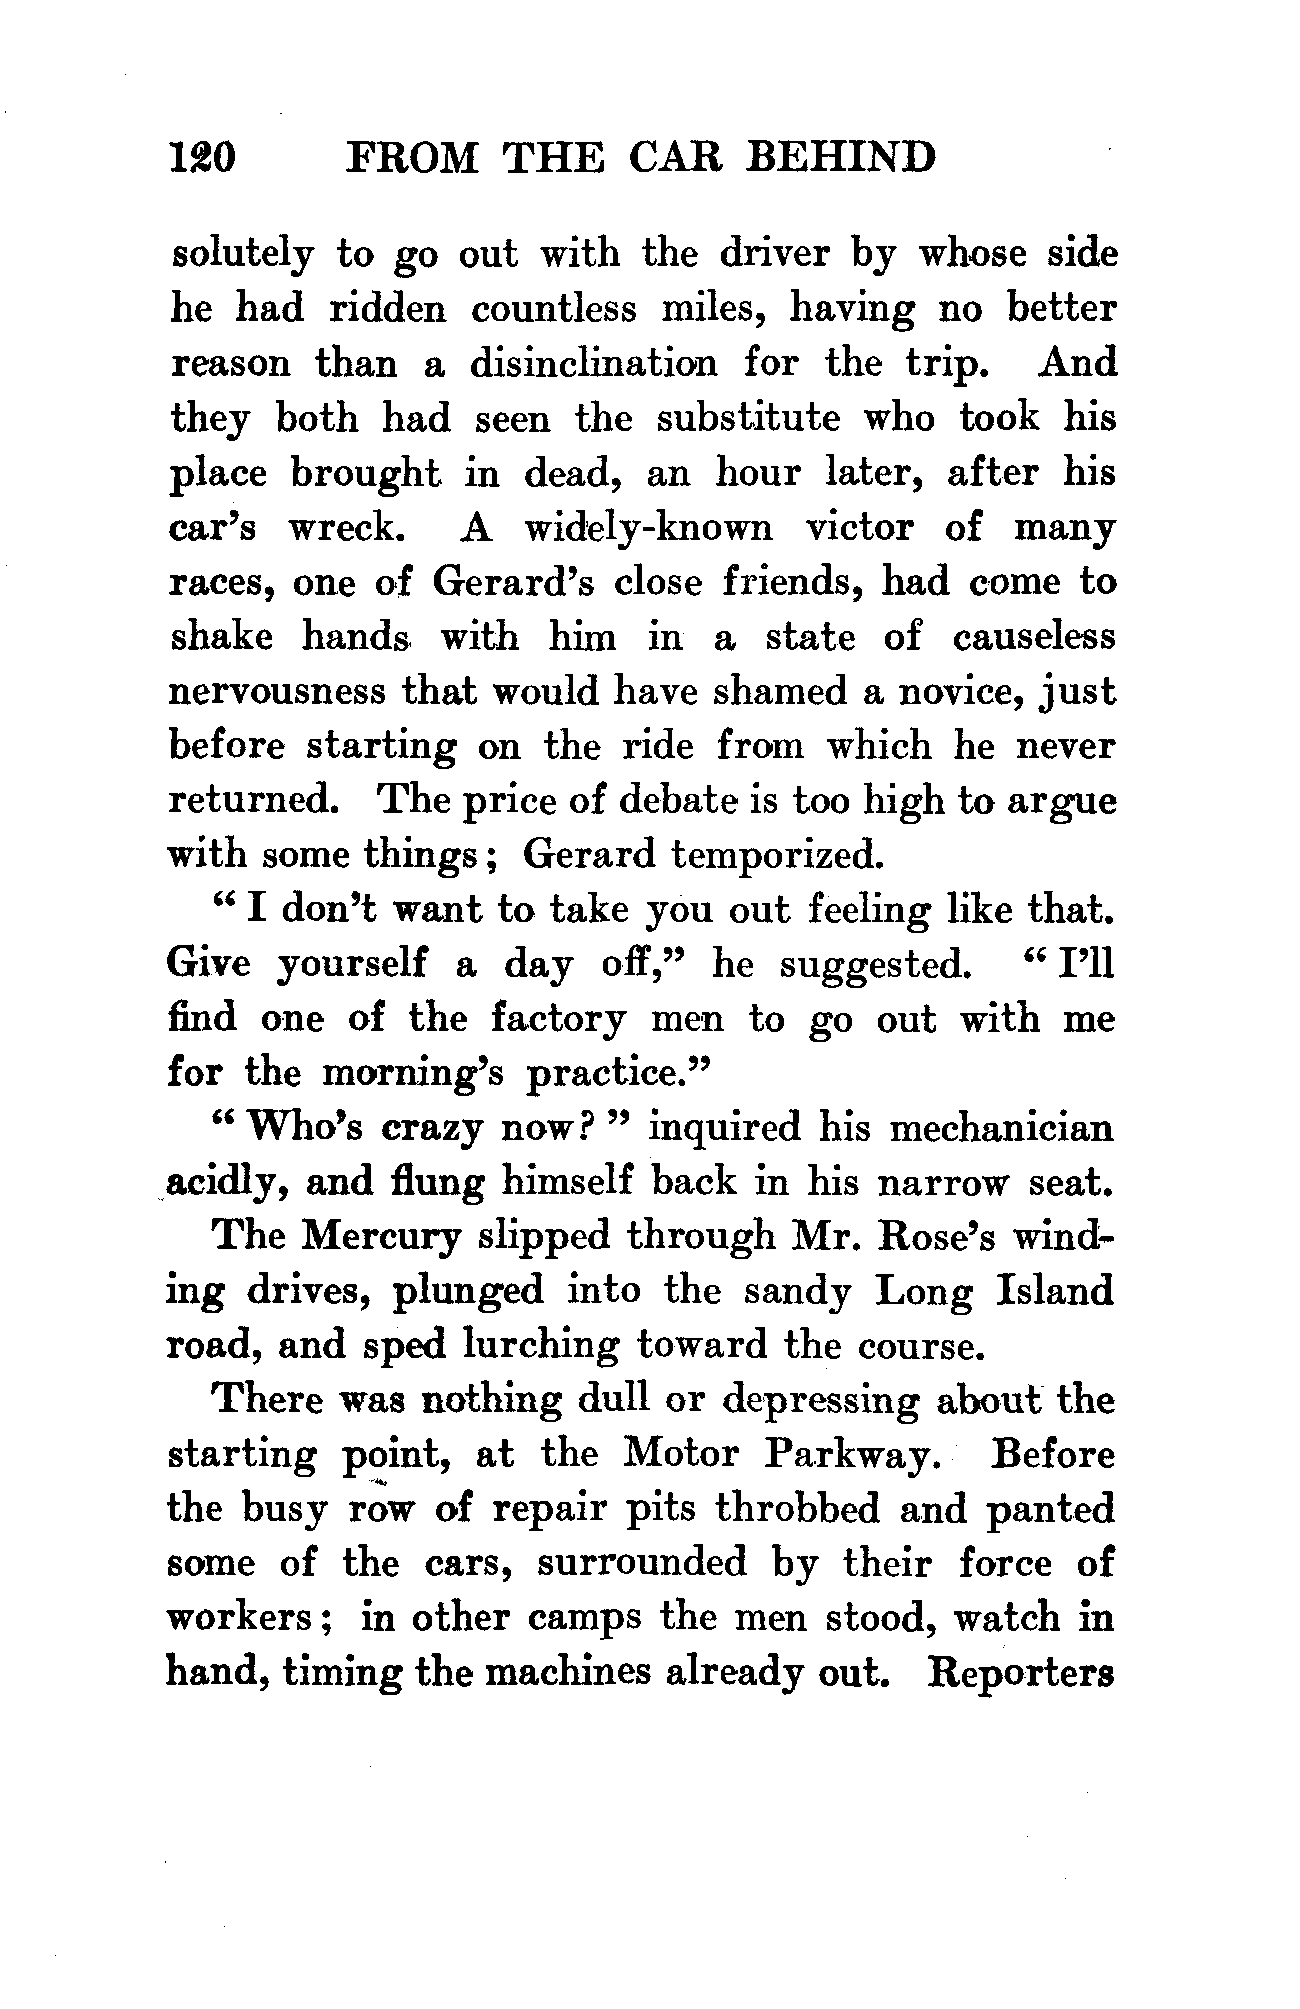 120 FROM THE CAR BEHIND
solutely to go out with the driver by whose side
he had ridden countless miles, having no better
reason than a disinclination for the trip. And
they both had seen the substitute who took his
place brought in dead, an hour later, after his
car's wreck. A widely-known victor of many
races, one of Gerard's close friends, had come to
shake hands with him in a state of causeless
nervousness that would have shamed a novice, just
before starting on the ride from which he never
returned. The price of debate is too high to argue
with some things; Gerard temporized.
"I don't want to take you out feeling like that.
Give yourself a day off," he suggested. "I'll
find one of the factory men to go out with me
for the morning's practice."
"Who's crazy now?" inquired his mechanician
acidly, and flung himself back in his narrow seat.
The Mercury slipped through Mr. Rose's wind-
ing drives, plunged into the sandy Long Island
road, and sped lurching toward the course.
There was nothing dull or depressing about the
starting point, at the Motor Parkway. Before
the busy row of repair pits throbbed and panted
some of the cars, surrounded by their force of
workers; in other camps the men stood, watch in
hand, timing the machines already out. Reporters